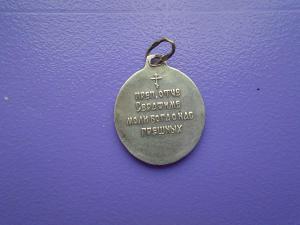 преп. отче
Серафиме
моли бога о нас
грешных